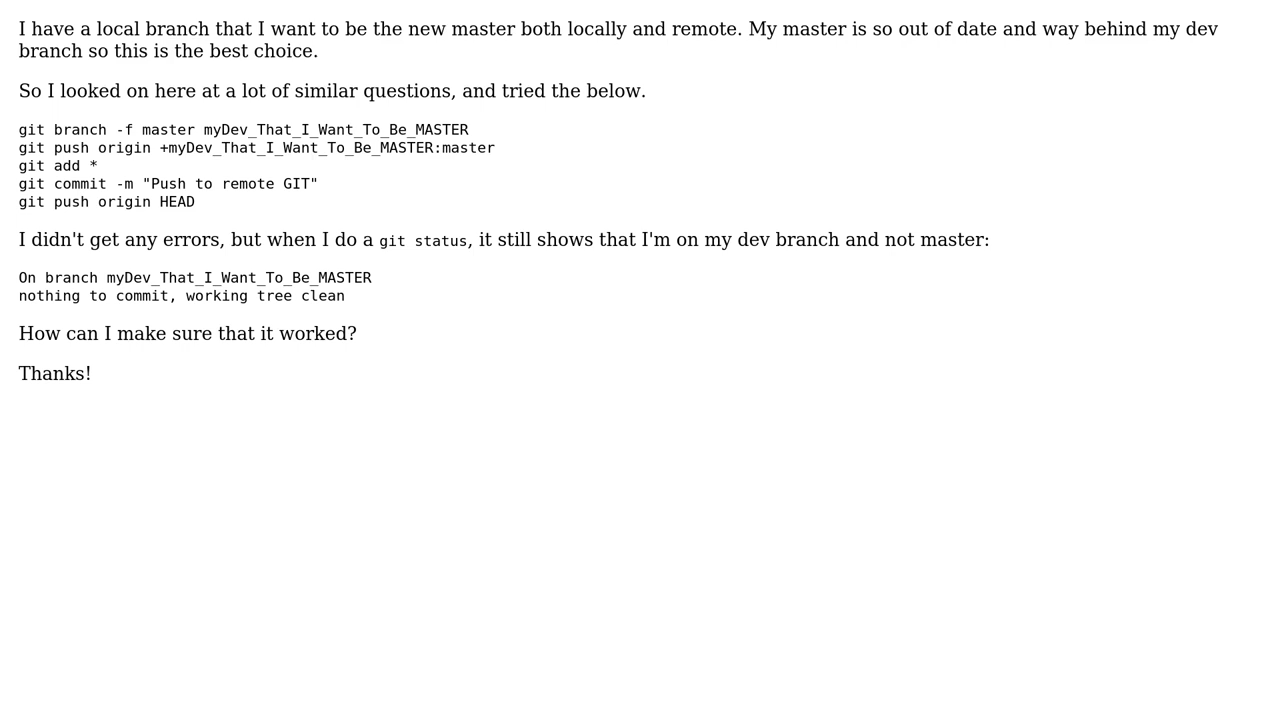 I have a local branch that I want to be the new master both locally and remote. My master is so out of date and way behind my dev
branch so this is the best choice.
So I looked on here at a lot of similar questions, and tried the below.
git branch -f master myDev_That_I_Want_To_Be_MASTER
git push origin +myDev_That_I_Want_To_Be_MASTER:master
git add *
git commit -m "Push to remote GIT"
git push origin HEAD
I didn't get any errors, but when I do a git status, it still shows that I'm on my dev branch and not master:
On branch myDev_That_I_Want_To_Be_MASTER
nothing to commit, working tree clean
How can I make sure that it worked?
Thanks!